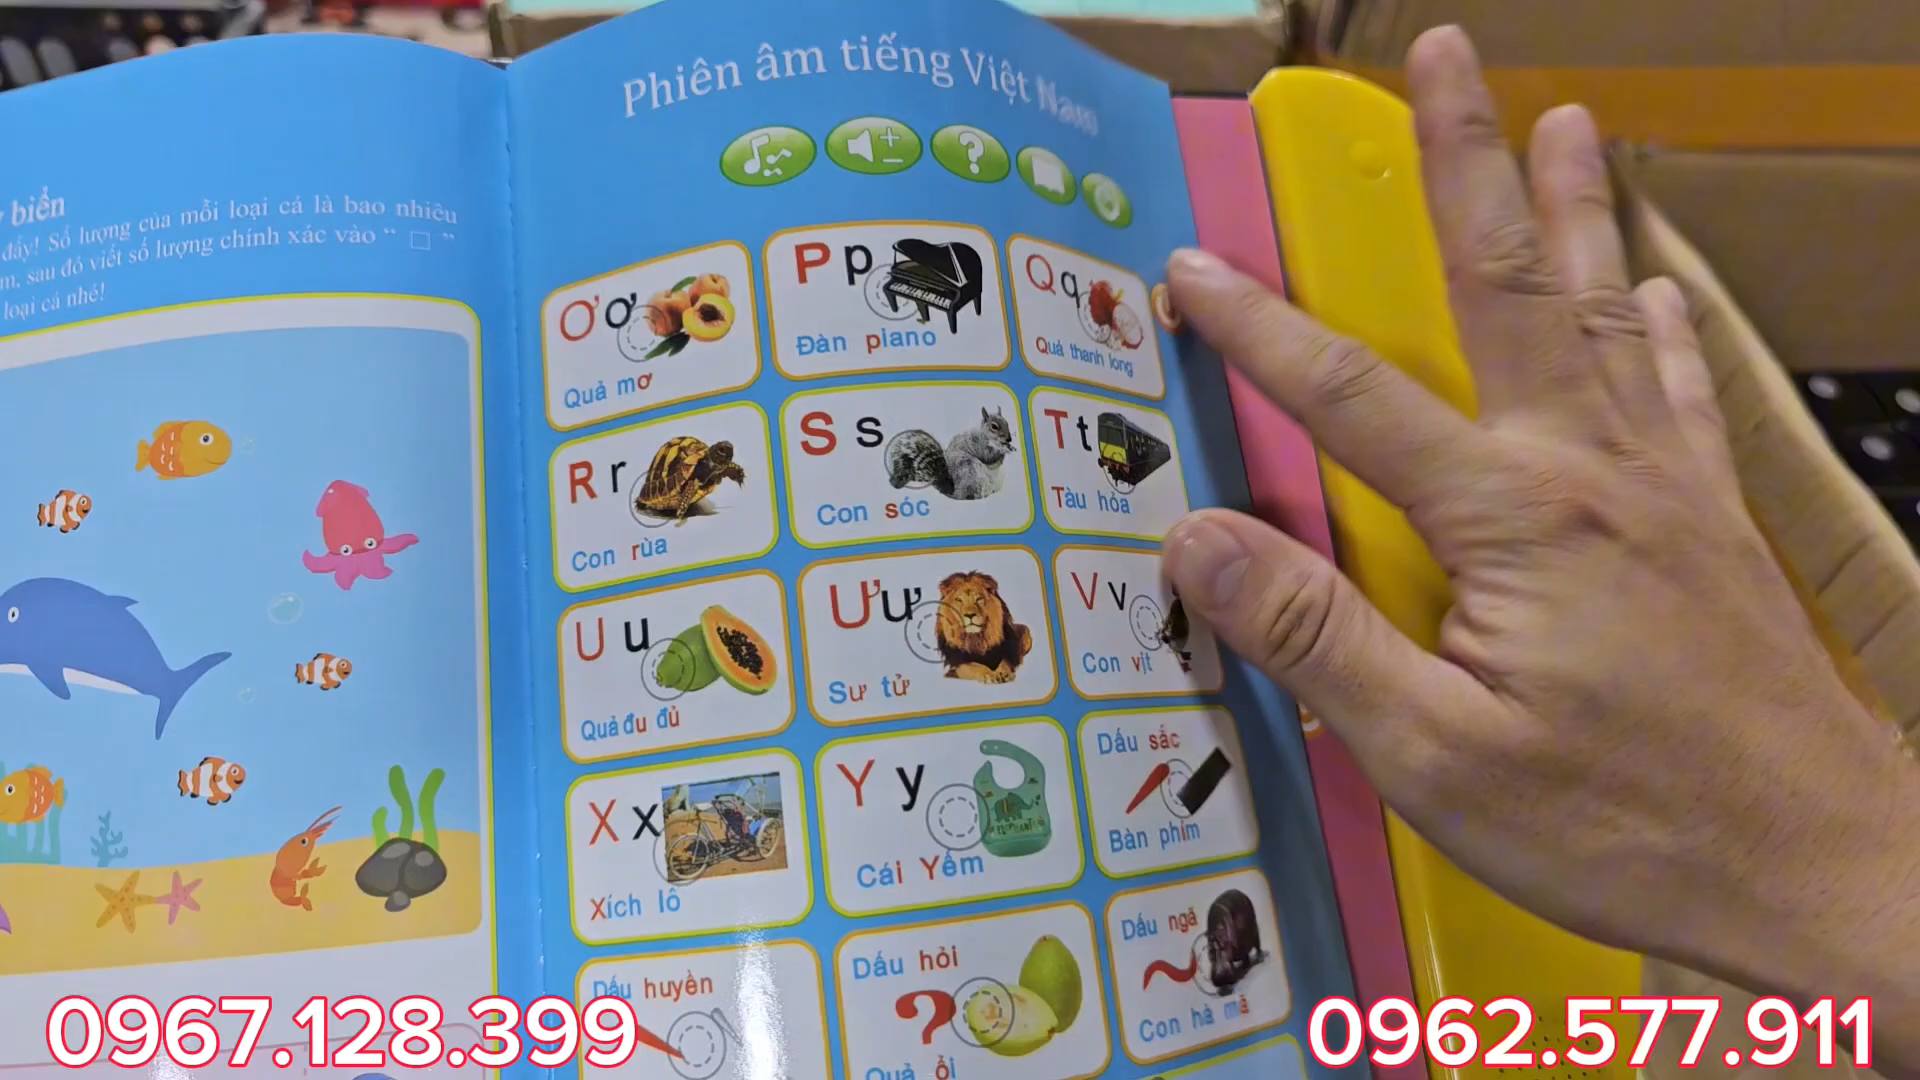 biển
đây! Số lượng của mỗi loại cá là bao nhiêu
sau đó viết số lượng chính xác vào “ □ ”
loại cá nhé!
Phiên âm tiếng Việt Nam
Ơ ơ
Quả mơ
P p
Đàn piano
Q q
Quả thanh long
R r
Con rùa
S s
Con sóc
T t
Tàu hỏa
U u
Quả đu đủ
Ư ư
Sư tử
V v
Con vịt
X x
Xích lô
Y y
Cái Yếm
Dấu sắc
Bàn phím
Dấu huyền
Dấu hỏi
?
Quả ổi
Dấu ngã
Con hà mã
0967.128.399
0962.577.911